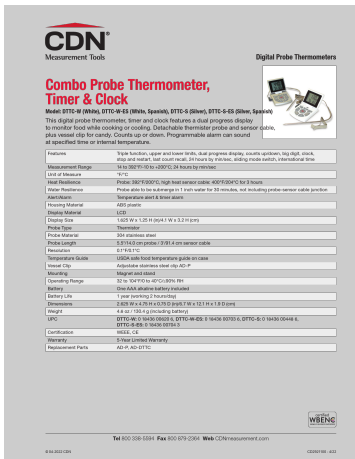 CDN®
Measurement Tools
Digital Probe Thermometers
Combo Probe Thermometer,
Timer & Clock
Model: DTTC-W (White), DTTC-W-ES (White, Spanish), DTTC-S (Silver), DTTC-S-ES (Silver, Spanish)
This digital probe thermometer, timer and clock features a dual progress display
to monitor food while cooking or cooling. Detachable thermister probe and sensor cable,
plus vessel clip for candy. Counts up or down. Programmable alarm can sound
at specified time or internal temperature.
Features Triple function, upper and lower limits, dual progress display, counts up/down, big digit, clock,
stop and restart, last count recall, 24 hours by min/sec, sliding mode switch, international time
Measurement Range 14 to 392°F/-10 to +200°C; 24 hours by min/sec
Unit of Measure °F/°C
Heat Resilience Probe: 392°F/200°C, high heat sensor cable: 400°F/204°C for 3 hours
Water Resilience Probe able to be submerge in 1 inch water for 30 minutes, not including probe-sensor cable junction
Alert/Alarm Temperature alert & timer alarm
Housing Material ABS plastic
Display Material LCD
Display Size 1.625 W x 1.25 H (in)/4.1 W x 3.2 H (cm)
Probe Type Thermistor
Probe Material 304 stainless steel
Probe Length 5.5"/14.0 cm probe / 3'/91.4 cm sensor cable
Resolution 0.1°F/0.1°C
Temperature Guide USDA safe food temperature guide on case
Vessel Clip Adjustable stainless steel clip AD-P
Mounting Magnet and stand
Operating Range 32 to 104°F/0 to 40°C/≤90% RH
Battery One AAA alkaline battery included
Battery Life 1 year (working 2 hours/day)
Dimensions 2.625 W x 4.75 H x 0.75 D (in)/6.7 W x 12.1 H x 1.9 D (cm)
Weight 4.6 oz / 130.4 g (including battery)
UPC DTTC-W: 0 18436 00623 6, DTTC-W-ES: 0 18436 00703 6, DTTC-S: 0 18436 00449 6,
DTTC-S-ES: 0 18436 00704 3
Certification WEEE, CE
Warranty 5-Year Limited Warranty
Replacement Parts AD-P, AD-DTTC
certified
WBENC
Tel 800 338-5594 Fax 800 879-2364 Web CDNmeasurement.com